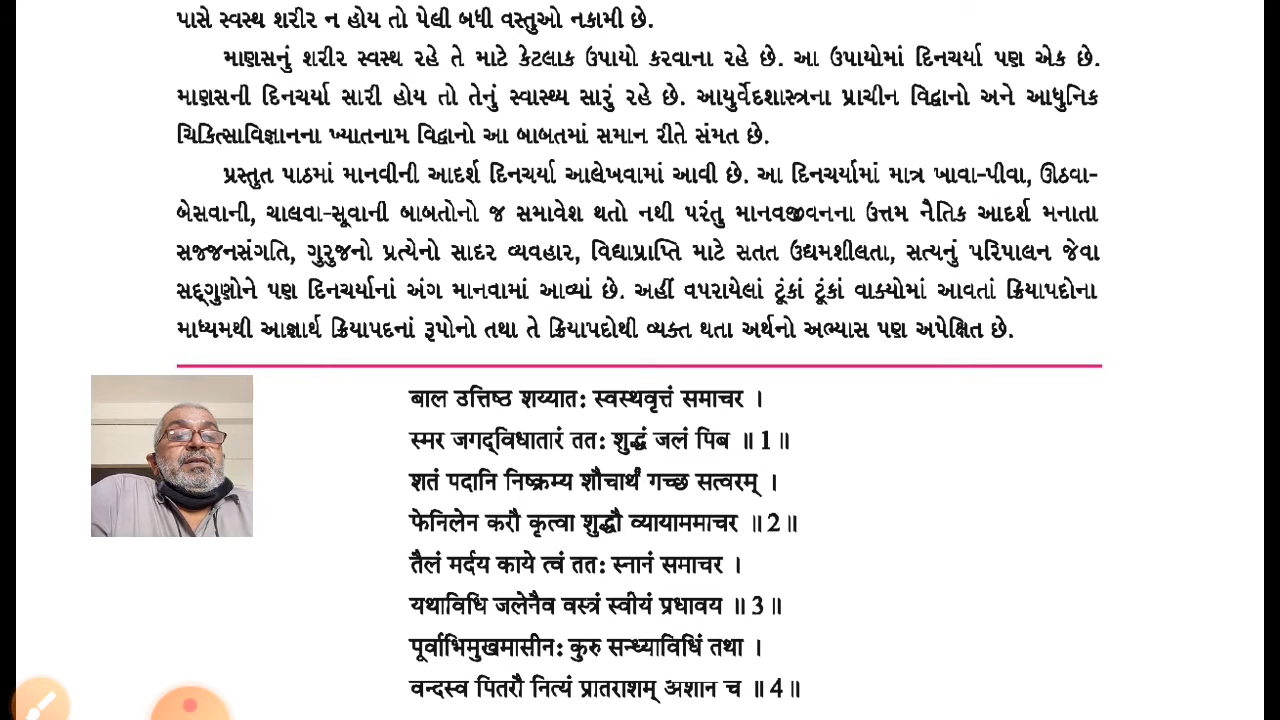 પાસે સ્વસ્થ શરીર ન હોય તો પેલી બધી વસ્તુઓ નકામી છે.
માણસનું શરીર સ્વસ્થ રહે તે માટે કેટલાક ઉપાયો કરવાના રહે છે. આ ઉપાયોમાં દિનચર્યા પણ એક છે.
માણસની દિનચર્યા સારી હોય તો તેનું સ્વાસ્થ્ય સારું રહે છે. આયુર્વેદશાસ્ત્રના પ્રાચીન વિદ્વાનો અને આધુનિક
ચિકિત્સાવિજ્ઞાનના ખ્યાતનામ વિદ્વાનો આ બાબતમાં સમાન રીતે સંમત છે.
પ્રસ્તુત પાઠમાં માનવીની આદર્શ દિનચર્યા આલેખવામાં આવી છે. આ દિનચર્યામાં માત્ર ખાવા-પીવા, ઊઠવા-
બેસવાની, ચાલવા-સૂવાની બાબતોનો જ સમાવેશ થતો નથી પરંતુ માનવજીવનના ઉત્તમ નૈતિક આદર્શ મનાતા
સજ્જનસંગતિ, ગુરુજનો પ્રત્યેનો સાદર વ્યવહાર, વિદ્યાપ્રાપ્તિ માટે સતત ઉદ્યમશીલતા, સત્યનું પરિપાલન જેવા
સદ્ગુણોને પણ દિનચર્યાનાં અંગ માનવામાં આવ્યાં છે. અહીં વપરાયેલાં ટૂંકાં ટૂંકાં વાક્યોમાં આવતાં ક્રિયાપદોના
માધ્યમથી આજ્ઞાર્થ ક્રિયાપદનાં રૂપોનો તથા તે ક્રિયાપદોથી વ્યક્ત થતા અર્થનો અભ્યાસ પણ અપેક્ષિત છે.
बाल उत्तिष्ठ शय्यातः स्वस्थवृत्तं समाचर ।
स्मर जगद्विधातारं ततः शुद्धं जलं पिब ॥ 1 ॥
शतं पदानि निष्क्रम्य शौचार्थं गच्छ सत्वरम् ।
फेनिलेन करौ कृत्वा शुद्धौ व्यायाममाचर ॥ 2 ॥
तैलं मर्दय काये त्वं ततः स्नानं समाचर ।
यथाविधि जलेनैव वस्त्रं स्वीयं प्रधावय ॥ 3 ॥
पूर्वाभिमुखमासीनः कुरु सन्ध्याविधिं तथा ।
वन्दस्व पितरौ नित्यं प्रातराशम् अशान च ॥ 4 ॥